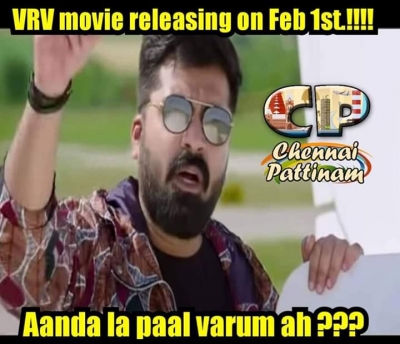 VRV movie releasing on Feb 1st.!!!!
CP
Chennai
Pattinam
Aanda la paal varum ah ???